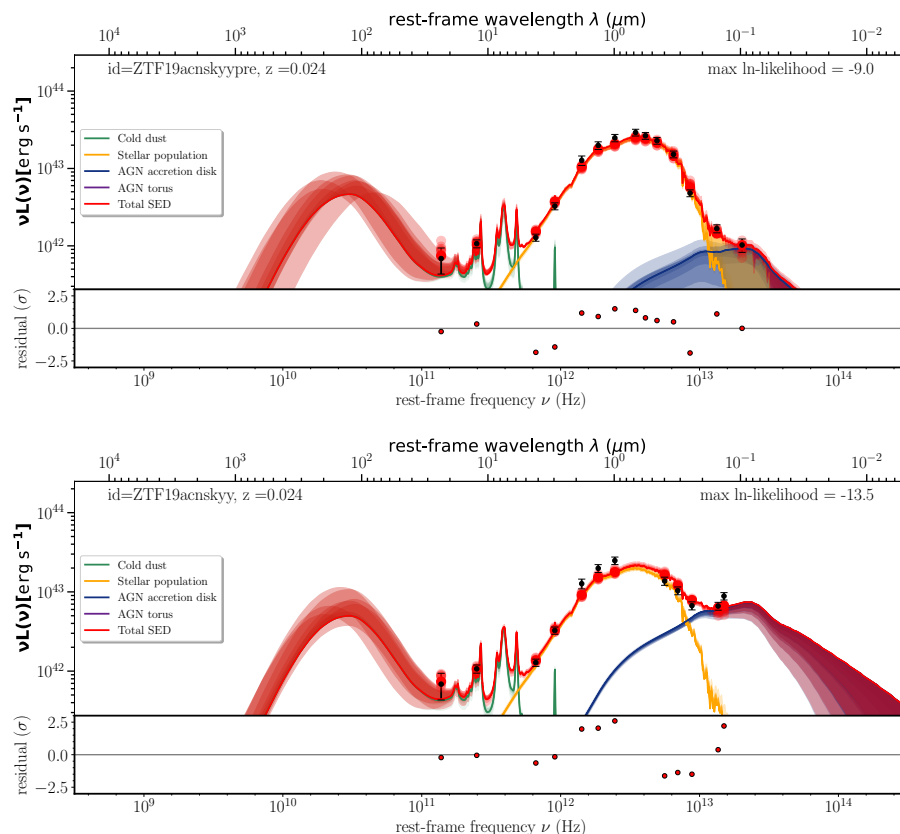 rest-frame wavelength λ (μm)
10⁴ 10³ 10² 10¹ 10⁰ 10⁻¹ 10⁻²
id=ZTF19acnskyypre, z =0.024
max ln-likelihood = -9.0
νL(ν)[erg s⁻¹]
10⁴⁴
10⁴³
10⁴²
Cold dust
Stellar population
AGN accretion disk
AGN torus
Total SED
residual (σ)
2.5
0.0
−2.5
10⁹ 10¹⁰ 10¹¹ 10¹² 10¹³ 10¹⁴
rest-frame frequency ν (Hz)
rest-frame wavelength λ (μm)
10⁴ 10³ 10² 10¹ 10⁰ 10⁻¹ 10⁻²
id=ZTF19acnskyy, z =0.024
max ln-likelihood = -13.5
νL(ν)[erg s⁻¹]
10⁴⁴
10⁴³
10⁴²
Cold dust
Stellar population
AGN accretion disk
AGN torus
Total SED
residual (σ)
2.5
0.0
−2.5
10⁹ 10¹⁰ 10¹¹ 10¹² 10¹³ 10¹⁴
rest-frame frequency ν (Hz)